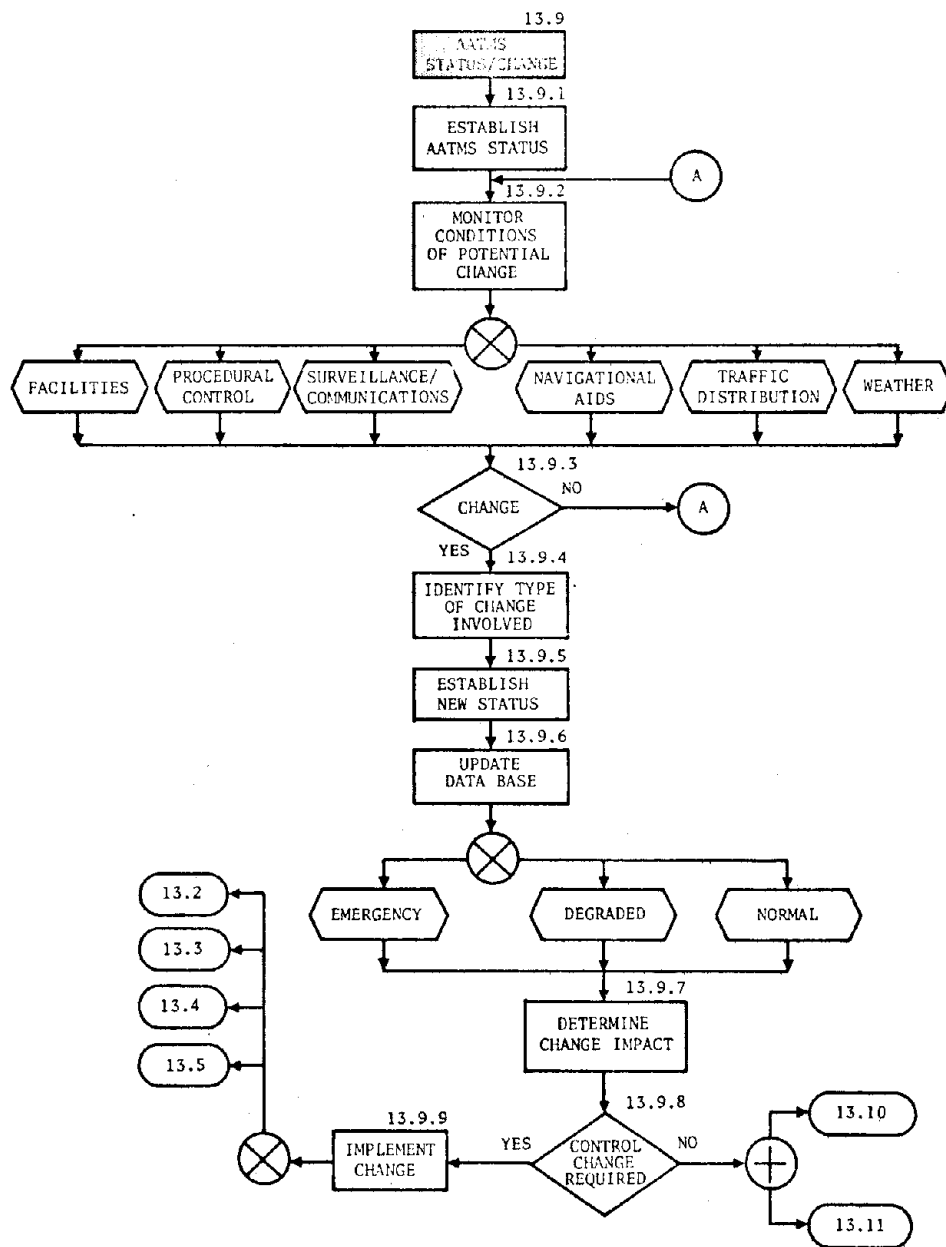 13.9
AATMS
STATUS/CHANGE
13.9.1
ESTABLISH
AATMS STATUS
A
13.9.2
MONITOR
CONDITIONS
OF POTENTIAL
CHANGE
FACILITIES
PROCEDURAL
CONTROL
SURVEILLANCE/
COMMUNICATIONS
NAVIGATIONAL
AIDS
TRAFFIC
DISTRIBUTION
WEATHER
13.9.3
CHANGE
NO
A
YES
13.9.4
IDENTIFY TYPE
OF CHANGE
INVOLVED
13.9.5
ESTABLISH
NEW STATUS
13.9.6
UPDATE
DATA BASE
EMERGENCY
DEGRADED
NORMAL
13.2
13.3
13.4
13.5
13.9.7
DETERMINE
CHANGE IMPACT
13.9.8
CONTROL
CHANGE
REQUIRED
YES
NO
13.9.9
IMPLEMENT
CHANGE
13.10
13.11